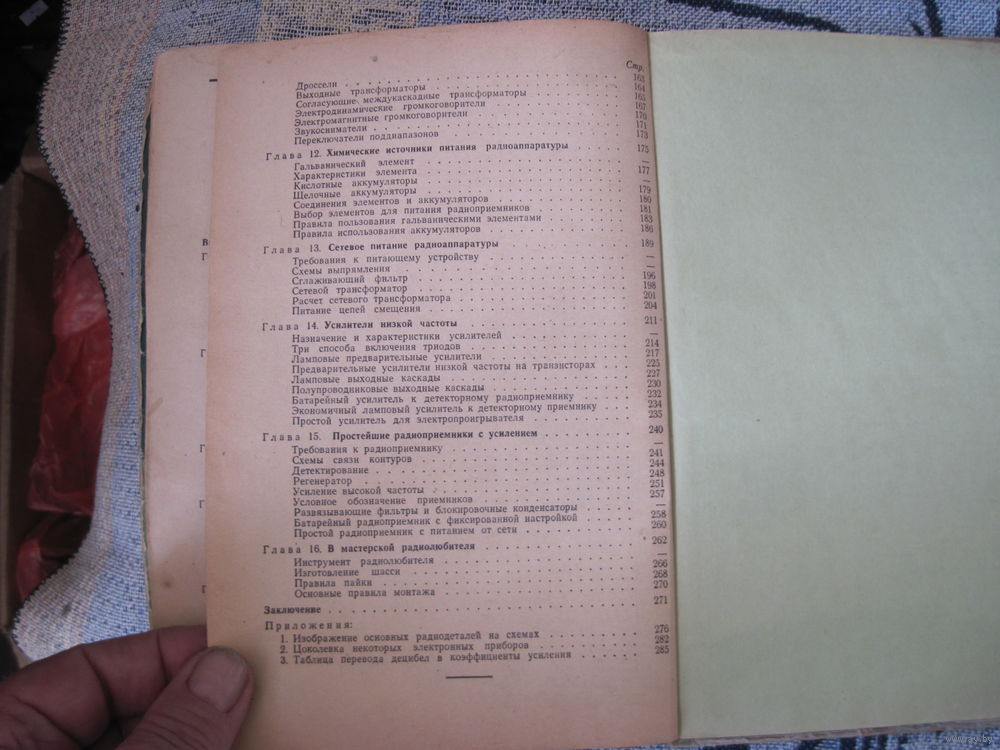 Стр.
Дроссели . . . 163
Выходные трансформаторы . . . 164
Согласующие междукаскадные трансформаторы . . . 165
Электродинамические громкоговорители . . . 167
Электромагнитные громкоговорители . . . 170
Звукосниматели . . . 171
Переключатели поддиапазонов . . . 173
Глава 12. Химические источники питания радиоаппаратуры . . . 175
Гальванический элемент . . . —
Характеристики элемента . . . 177
Кислотные аккумуляторы . . . —
Щелочные аккумуляторы . . . 179
Соединения элементов и аккумуляторов . . . 180
Выбор элементов для питания радиоприемников . . . 181
Правила пользования гальваническими элементами . . . 183
Правила использования аккумуляторов . . . 186
Глава 13. Сетевое питание радиоаппаратуры . . . 189
Требования к питающему устройству . . . —
Схемы выпрямления . . . —
Сглаживающий фильтр . . . 196
Сетевой трансформатор . . . 198
Расчет сетевого трансформатора . . . 201
Питание цепей смещения . . . 204
Глава 14. Усилители низкой частоты . . . 211
Назначение и характеристики усилителей . . . —
Три способа включения триодов . . . 214
Ламповые предварительные усилители . . . 217
Предварительные усилители низкой частоты на транзисторах . . . 225
Ламповые выходные каскады . . . 227
Полупроводниковые выходные каскады . . . 230
Батарейный усилитель к детекторному радиоприемнику . . . 232
Экономичный ламповый усилитель к детекторному приемнику . . . 234
Простой усилитель для электропроигрывателя . . . 235
Глава 15. Простейшие радиоприемники с усилением . . . 240
Требования к радиоприемнику . . . —
Схемы связи контуров . . . 241
Детектирование . . . 244
Регенератор . . . 248
Усиление высокой частоты . . . 251
Условное обозначение приемников . . . 257
Развязывающие фильтры и блокировочные конденсаторы . . . —
Батарейный радиоприемник с фиксированной настройкой . . . 258
Простой радиоприемник с питанием от сети . . . 260
Глава 16. В мастерской радиолюбителя . . . 262
Инструмент радиолюбителя . . . —
Изготовление шасси . . . 266
Правила пайки . . . 268
Основные правила монтажа . . . 270
Заключение . . . 271
Приложения:
1. Изображение основных радиодеталей на схемах . . . 276
2. Цоколевка некоторых электронных приборов . . . 282
3. Таблица перевода децибел в коэффициенты усиления . . . 285